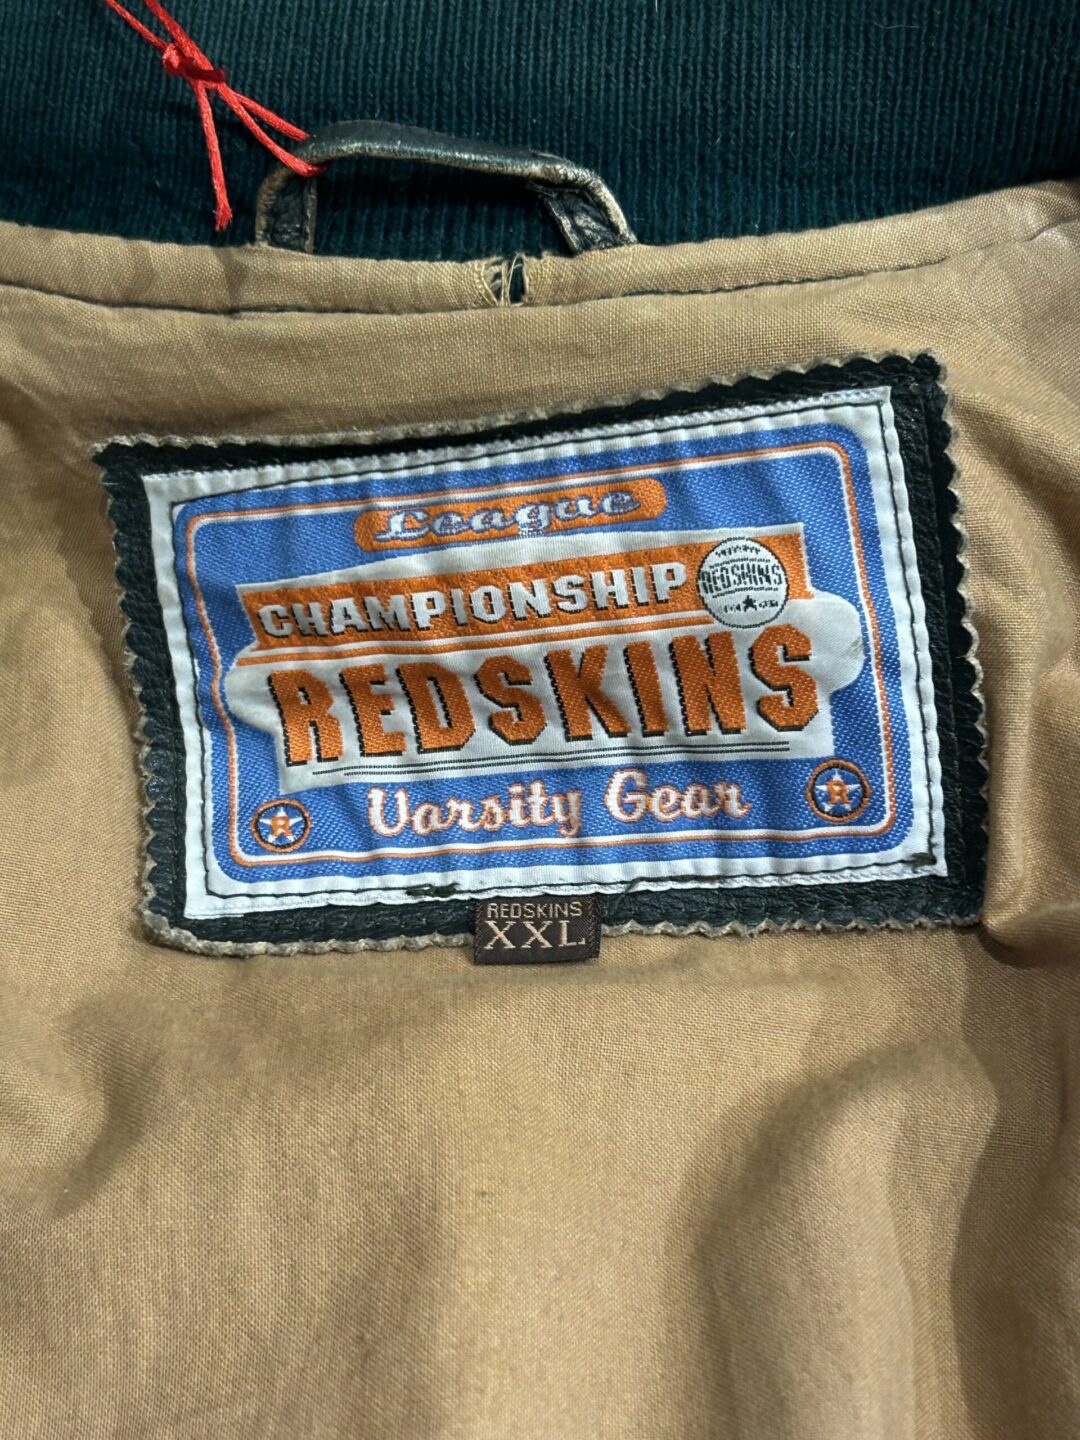 League
CHAMPIONSHIP
REDSKINS
REDSKINS
Varsity Gear
R
R
REDSKINS
XXL